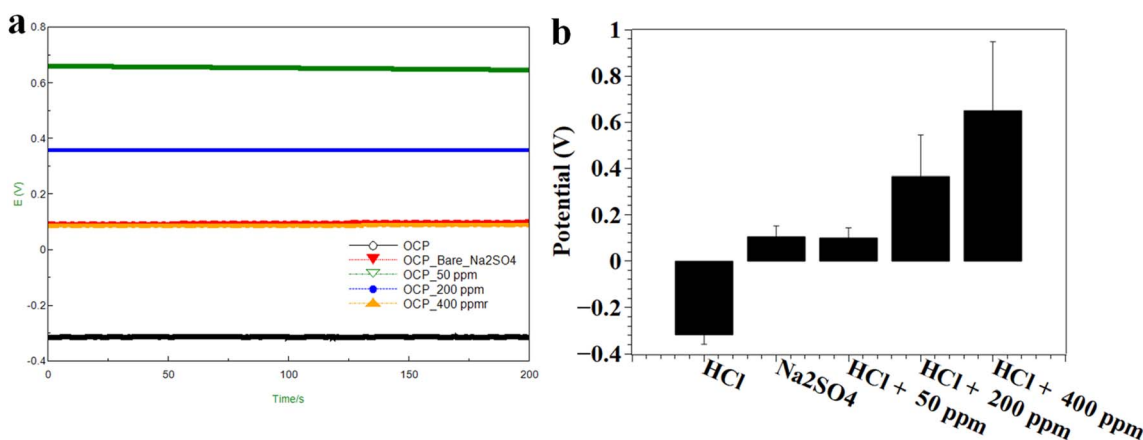 a
0.8
0.6
0.4
0.2
0
-0.2
-0.4
E (V)
0 50 100 150 200
Time/s
OCP
OCP_Bare_Na2SO4
OCP_50 ppm
OCP_200 ppm
OCP_400 ppmr
b
1
0.8
0.6
0.4
0.2
0
−0.2
−0.4
Potential (V)
HCl
Na2SO4
HCl + 50 ppm
HCl + 200 ppm
HCl + 400 ppm